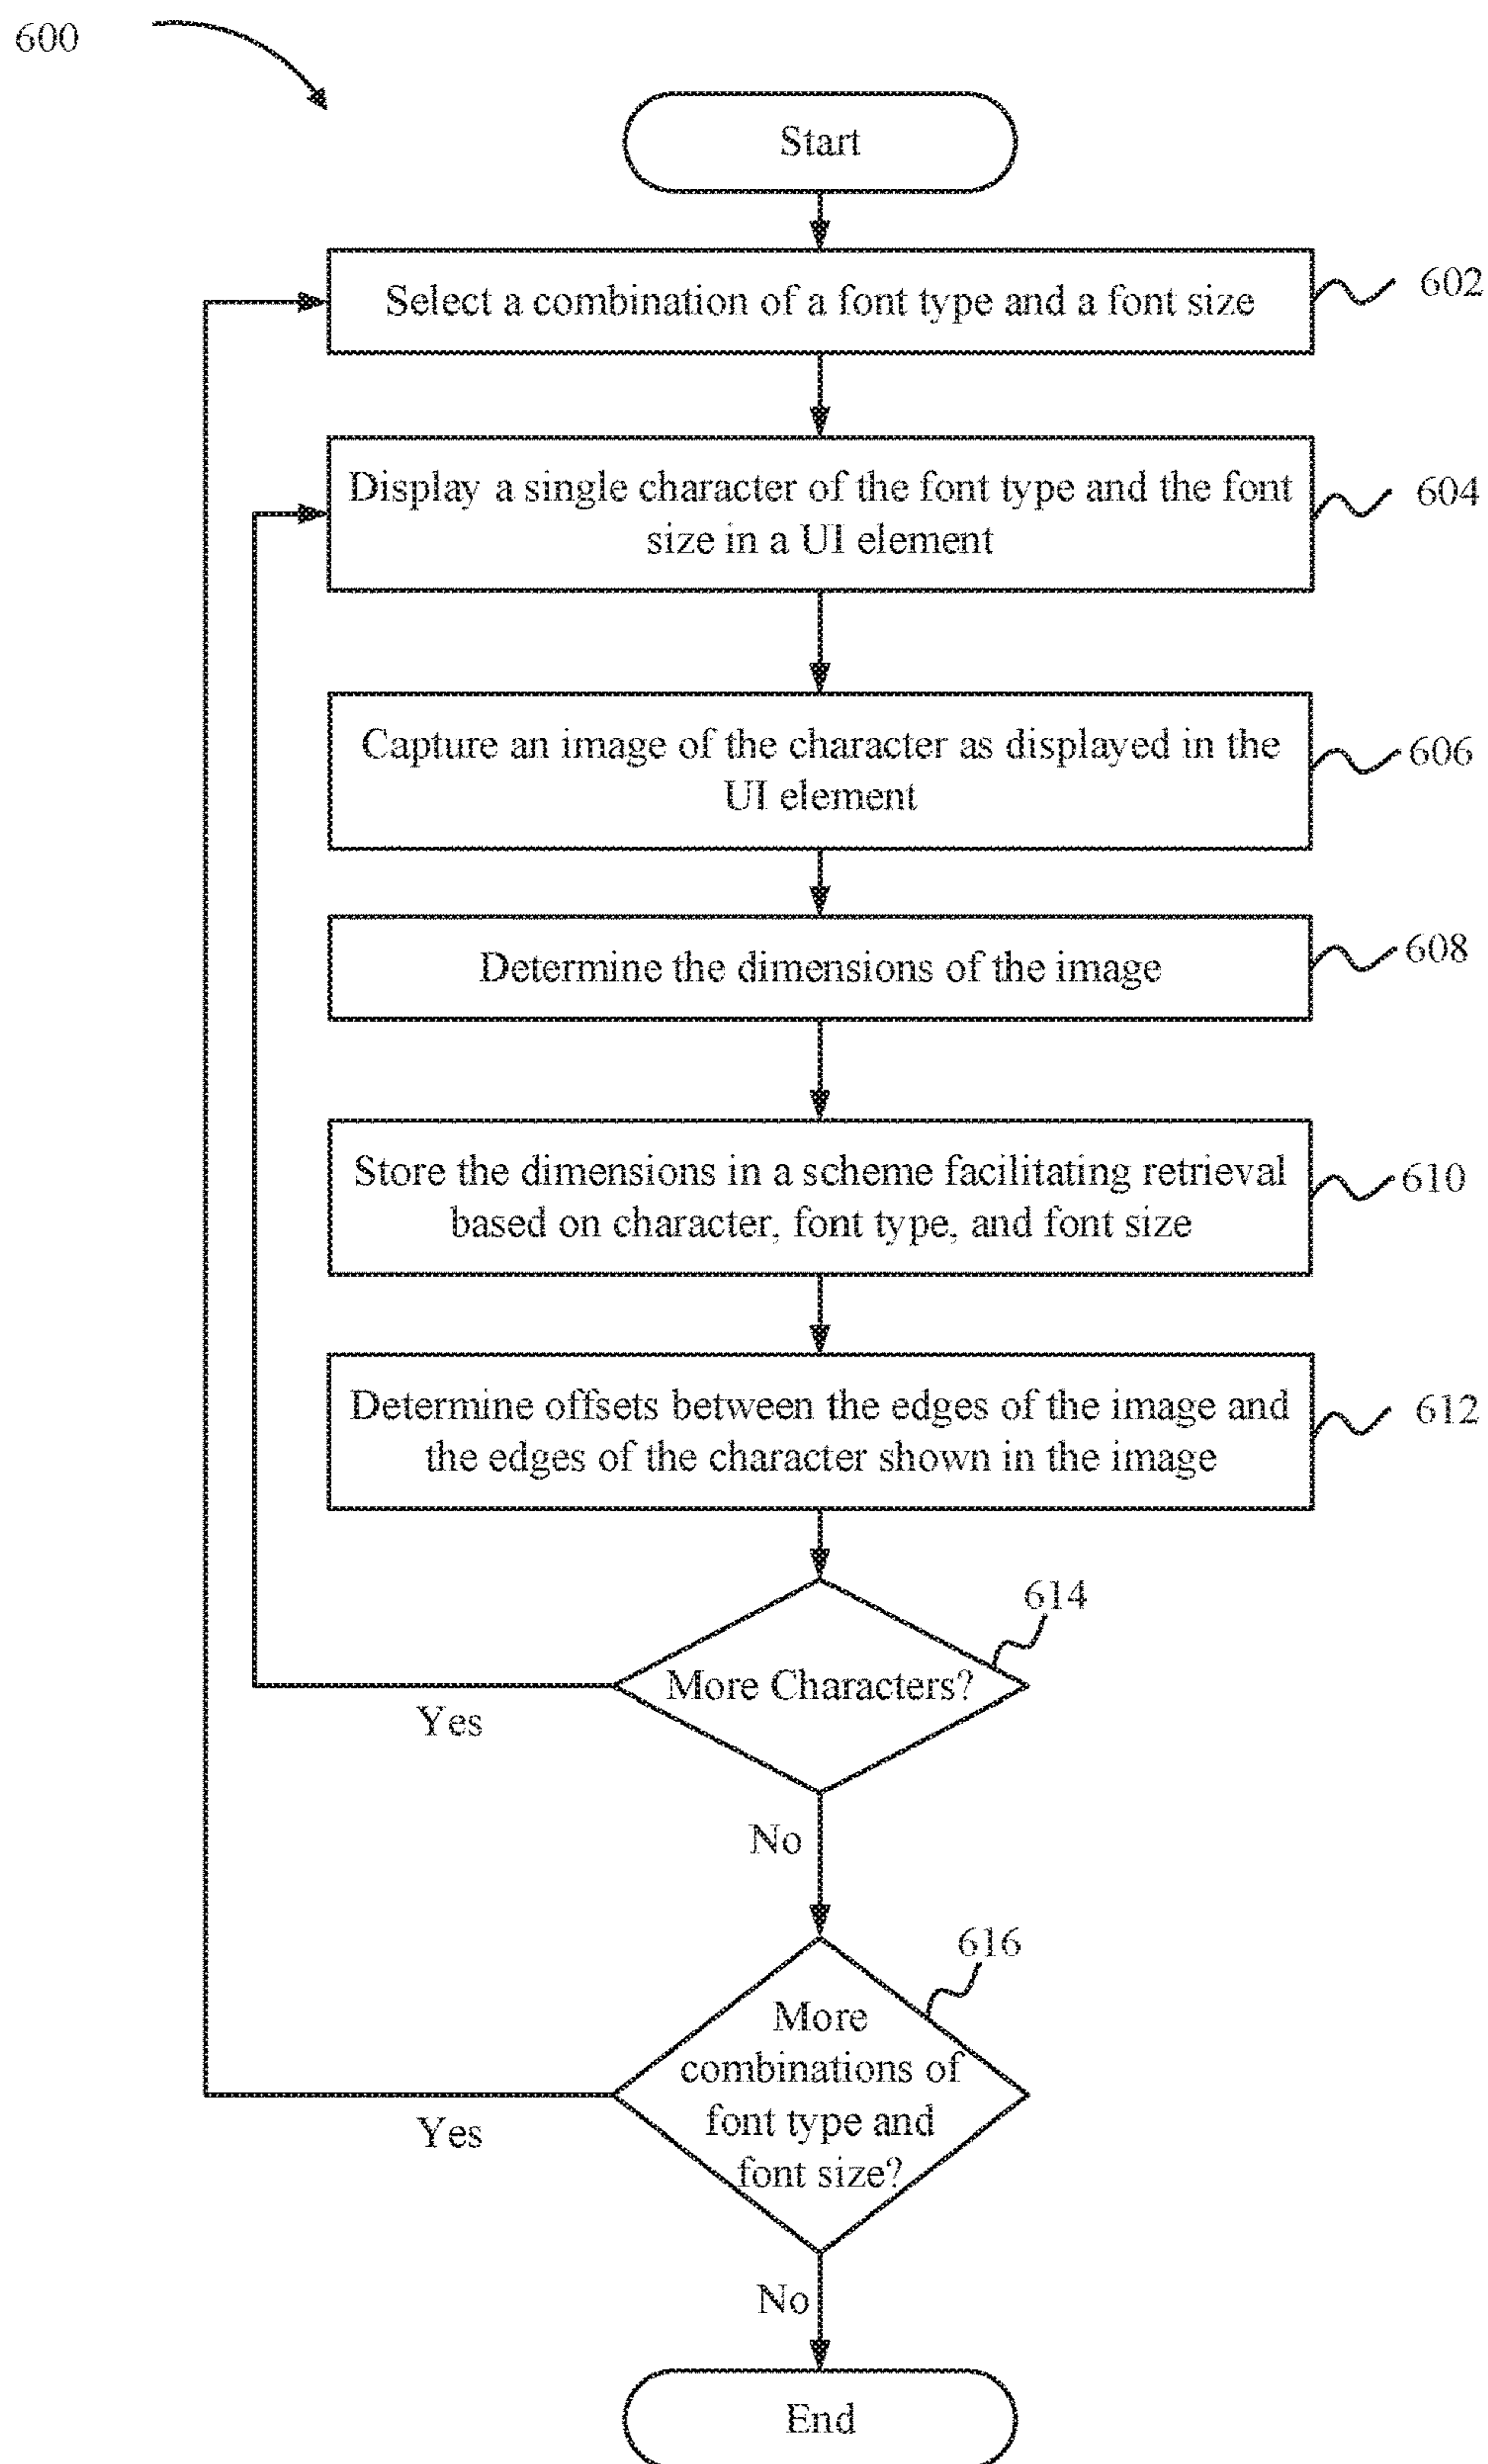 600
Start
Select a combination of a font type and a font size
602
Display a single character of the font type and the font
size in a UI element
604
Capture an image of the character as displayed in the
UI element
606
Determine the dimensions of the image
608
Store the dimensions in a scheme facilitating retrieval
based on character, font type, and font size
610
Determine offsets between the edges of the image and
the edges of the character shown in the image
612
614
More Characters?
Yes
No
616
More
combinations of
font type and
font size?
Yes
No
End